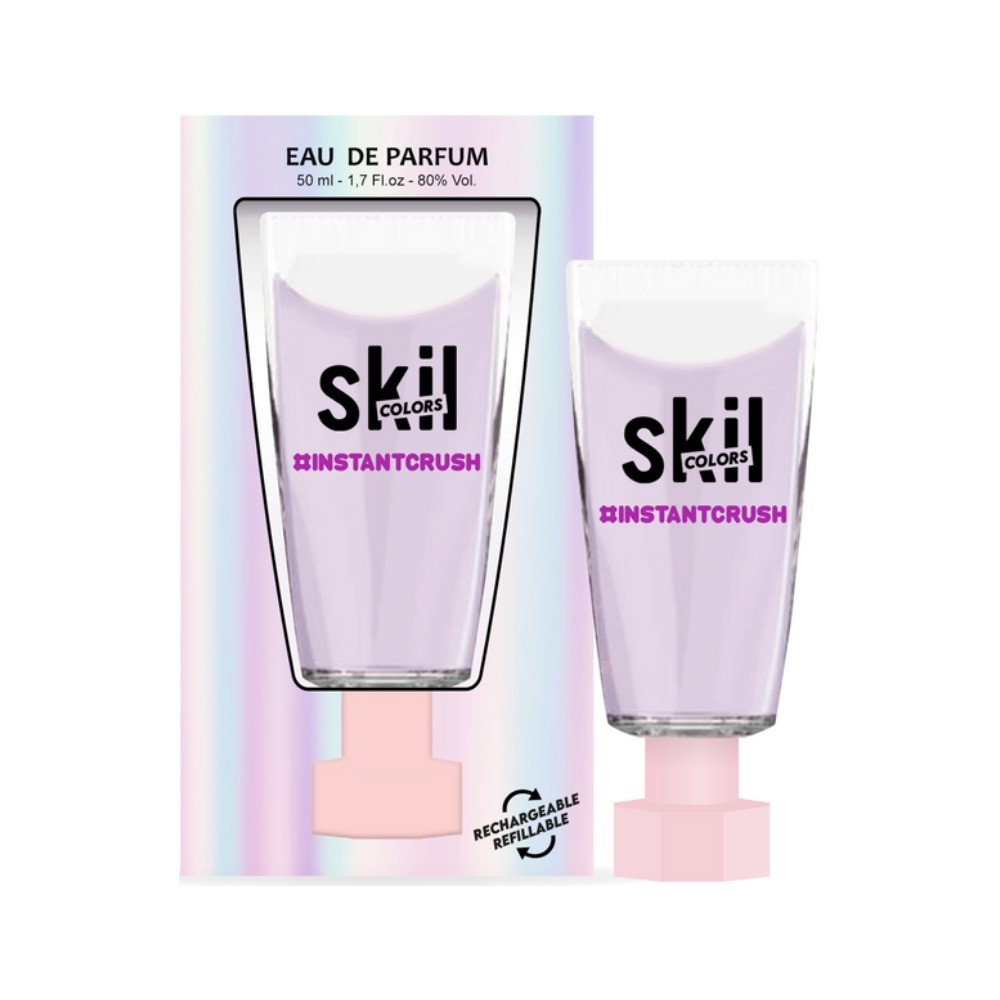 EAU DE PARFUM
50 ml - 1,7 Fl.oz - 80% Vol.
skil
COLORS
#INSTANTCRUSH
skil
COLORS
#INSTANTCRUSH
RECHARGEABLE
REFILLABLE